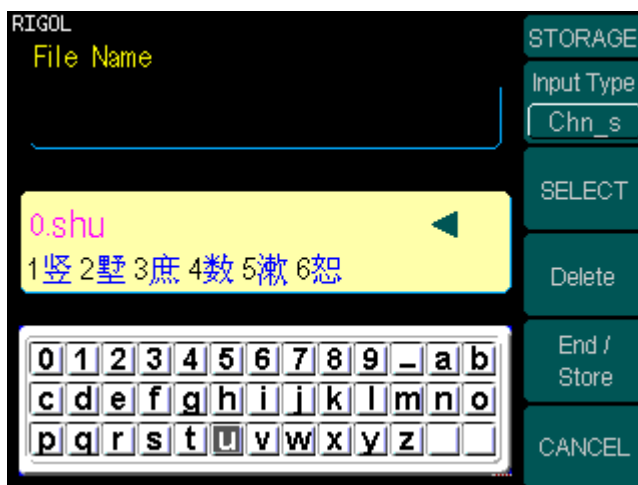 RIGOL
File Name
0.shu
1竖 2墅 3庶 4数 5漱 6恕
0 1 2 3 4 5 6 7 8 9 _ a b
c d e f g h i j k l m n o
p q r s t u v w x y z
STORAGE
Input Type
Chn_s
SELECT
Delete
End /
Store
CANCEL